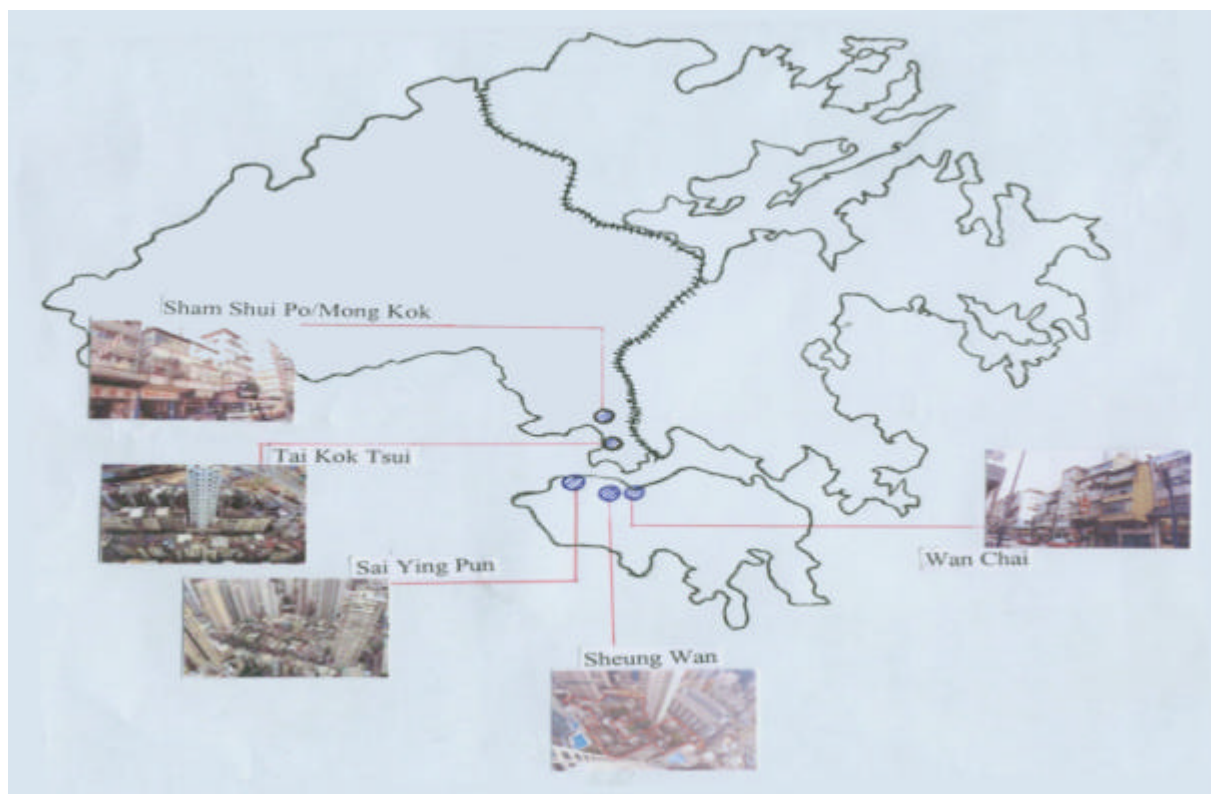 Sham Shui Po/Mong Kok
Tai Kok Tsui
Sai Ying Pun
Wan Chai
Sheung Wan